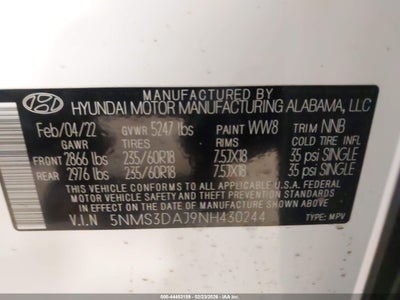 MANUFACTURED BY
HYUNDAI MOTOR MANUFACTURING ALABAMA, LLC
Feb/04/22 GVWR 5247 lbs PAINT WW8 TRIM NNB
GAWR TIRES RIMS COLD TIRE INFL
FRONT 2866 lbs 235/60R18 7.5JX18 35 psi SINGLE
REAR 2976 lbs 235/60R18 7.5JX18 35 psi SINGLE
THIS VEHICLE CONFORMS TO ALL APPLICABLE U.S.A. FEDERAL
MOTOR VEHICLE SAFETY AND THEFT PREVENTION STANDARDS
IN EFFECT ON THE DATE OF MANUFACTURE SHOWN ABOVE.
V.I.N 5NMS3DAJ9NH430244 TYPE: MPV